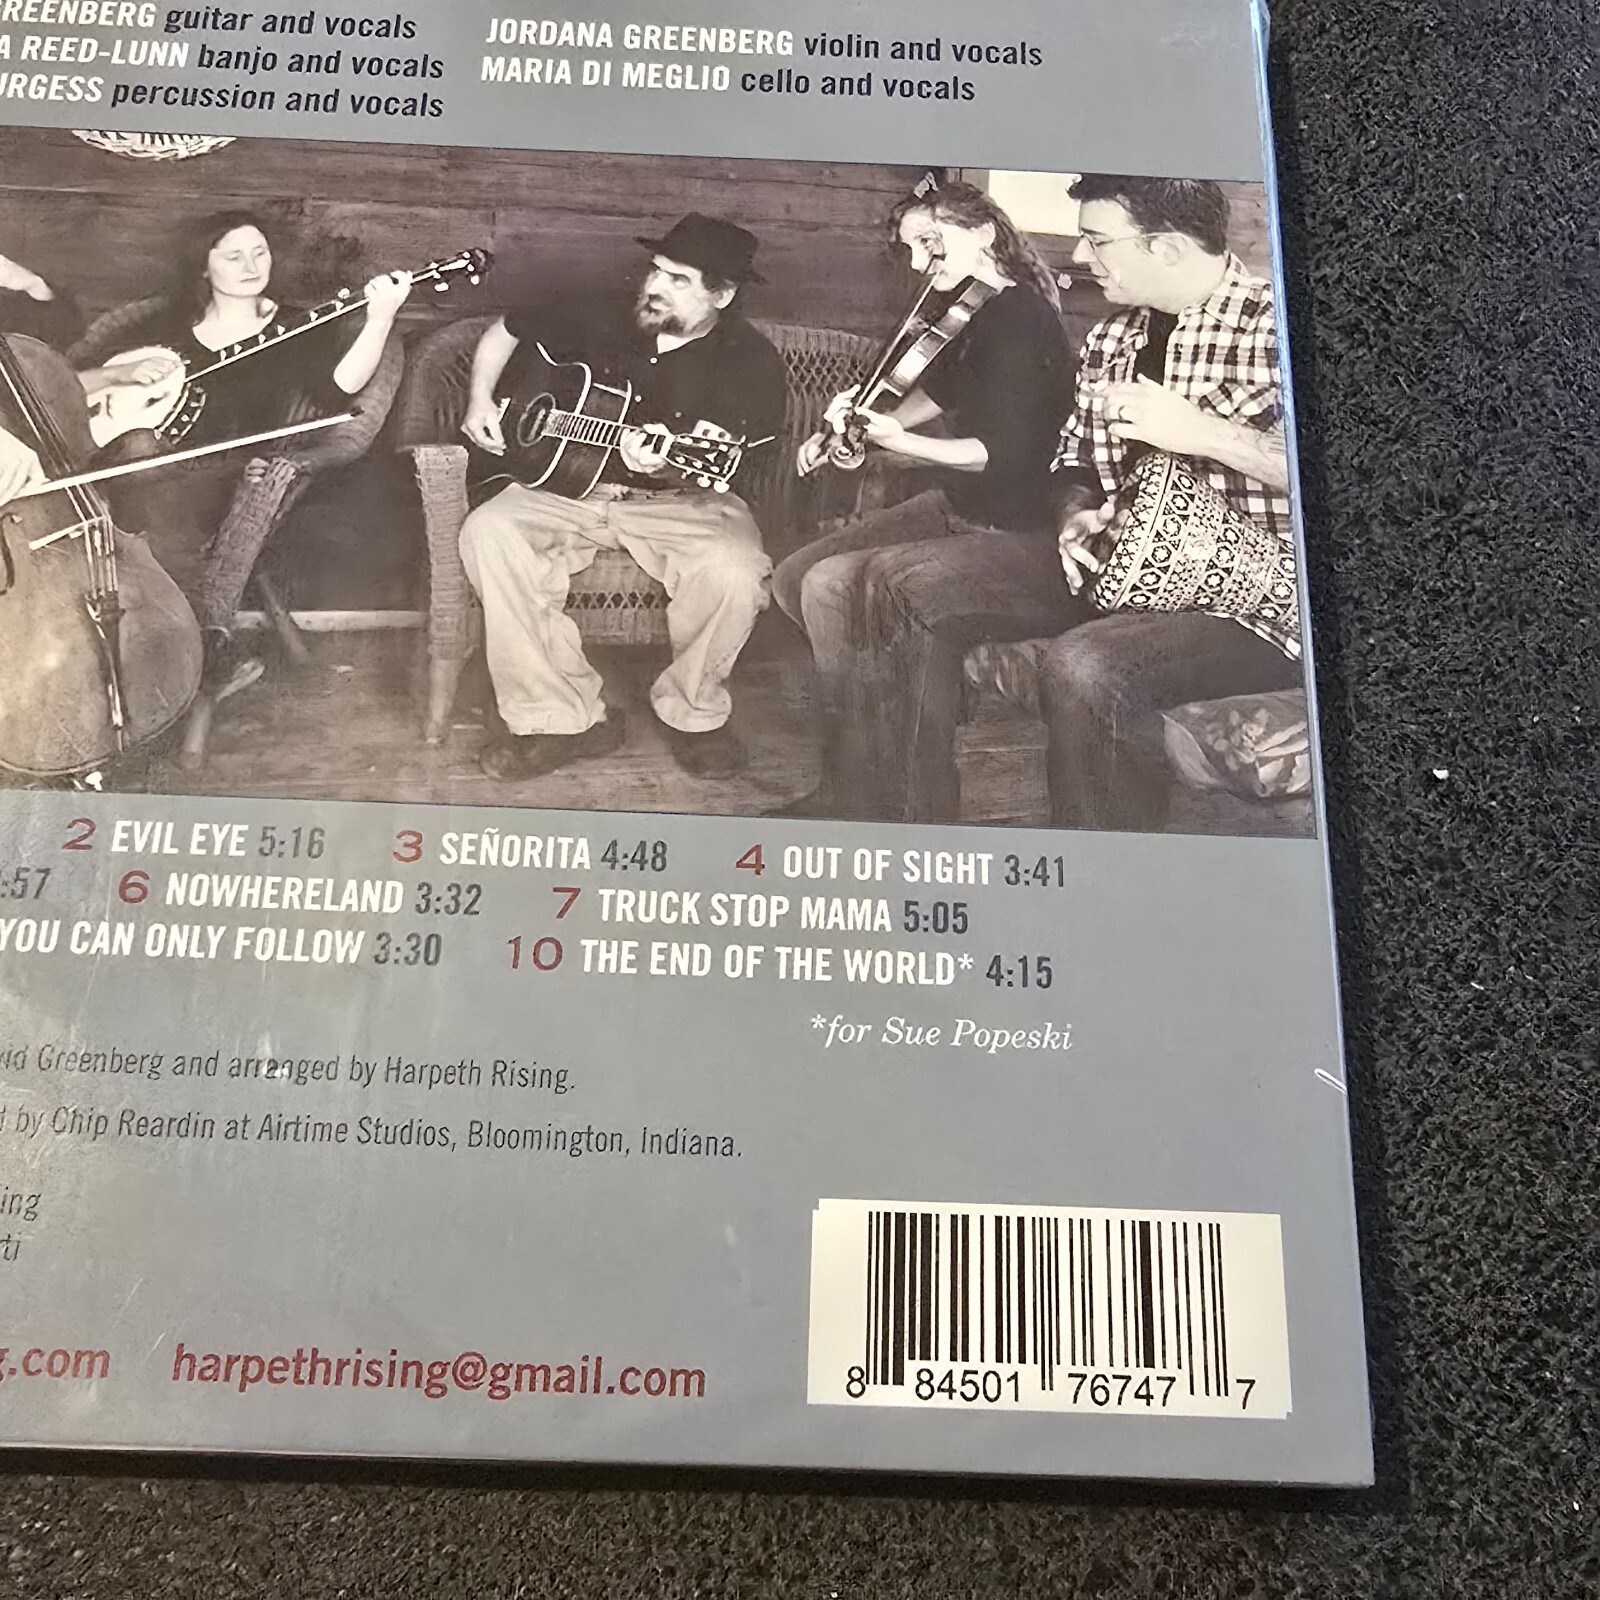 GREENBERG guitar and vocals
JORDANA GREENBERG violin and vocals
A REED-LUNN banjo and vocals
MARIA DI MEGLIO cello and vocals
URGESS percussion and vocals
2 EVIL EYE 5:16 3 SEÑORITA 4:48 4 OUT OF SIGHT 3:41
:57 6 NOWHERELAND 3:32 7 TRUCK STOP MAMA 5:05
YOU CAN ONLY FOLLOW 3:30 10 THE END OF THE WORLD* 4:15
*for Sue Popeski
vid Greenberg and arranged by Harpeth Rising.
by Chip Reardin at Airtime Studios, Bloomington, Indiana.
ing
ti
g.com harpethrising@gmail.com
8 84501 76747 7